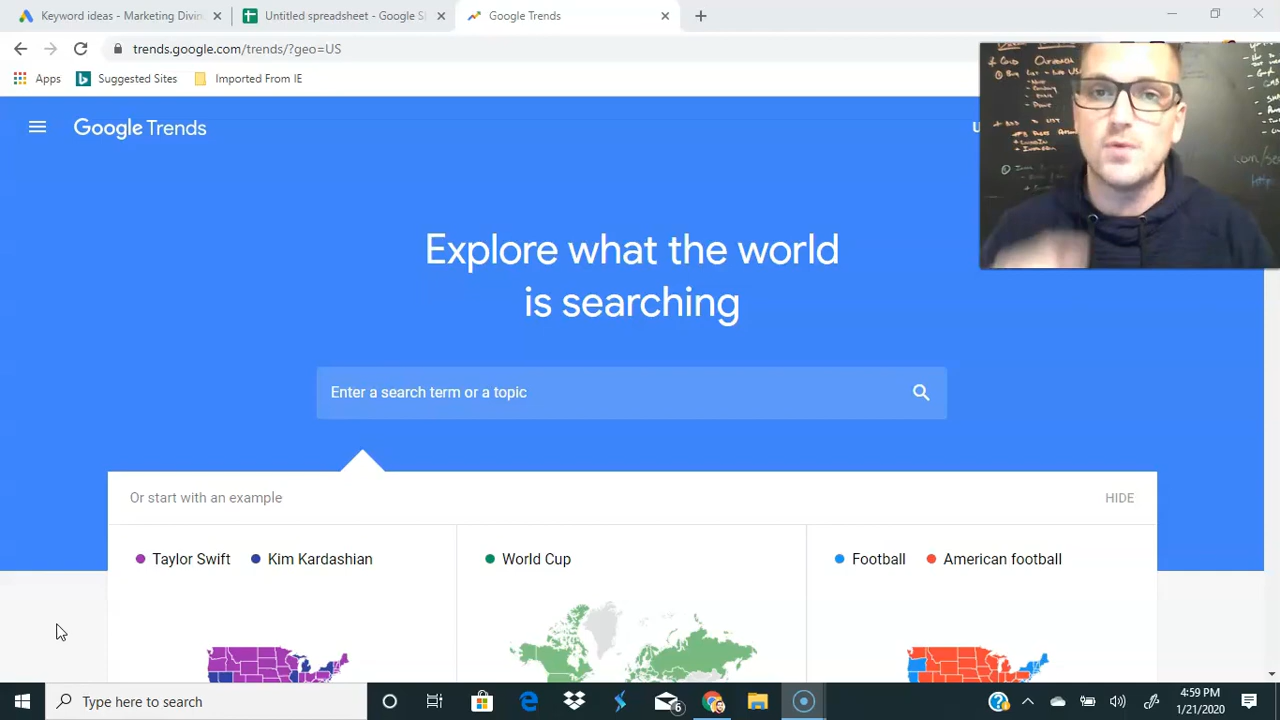 Keyword ideas - Marketing Divin
Untitled spreadsheet - Google S
Google Trends
trends.google.com/trends/?geo=US
Apps
Suggested Sites
Imported From IE
Google Trends
U
Explore what the world
is searching
Enter a search term or a topic
Or start with an example
HIDE
Taylor Swift
Kim Kardashian
World Cup
Football
American football
Type here to search
6
4:59 PM
1/21/2020